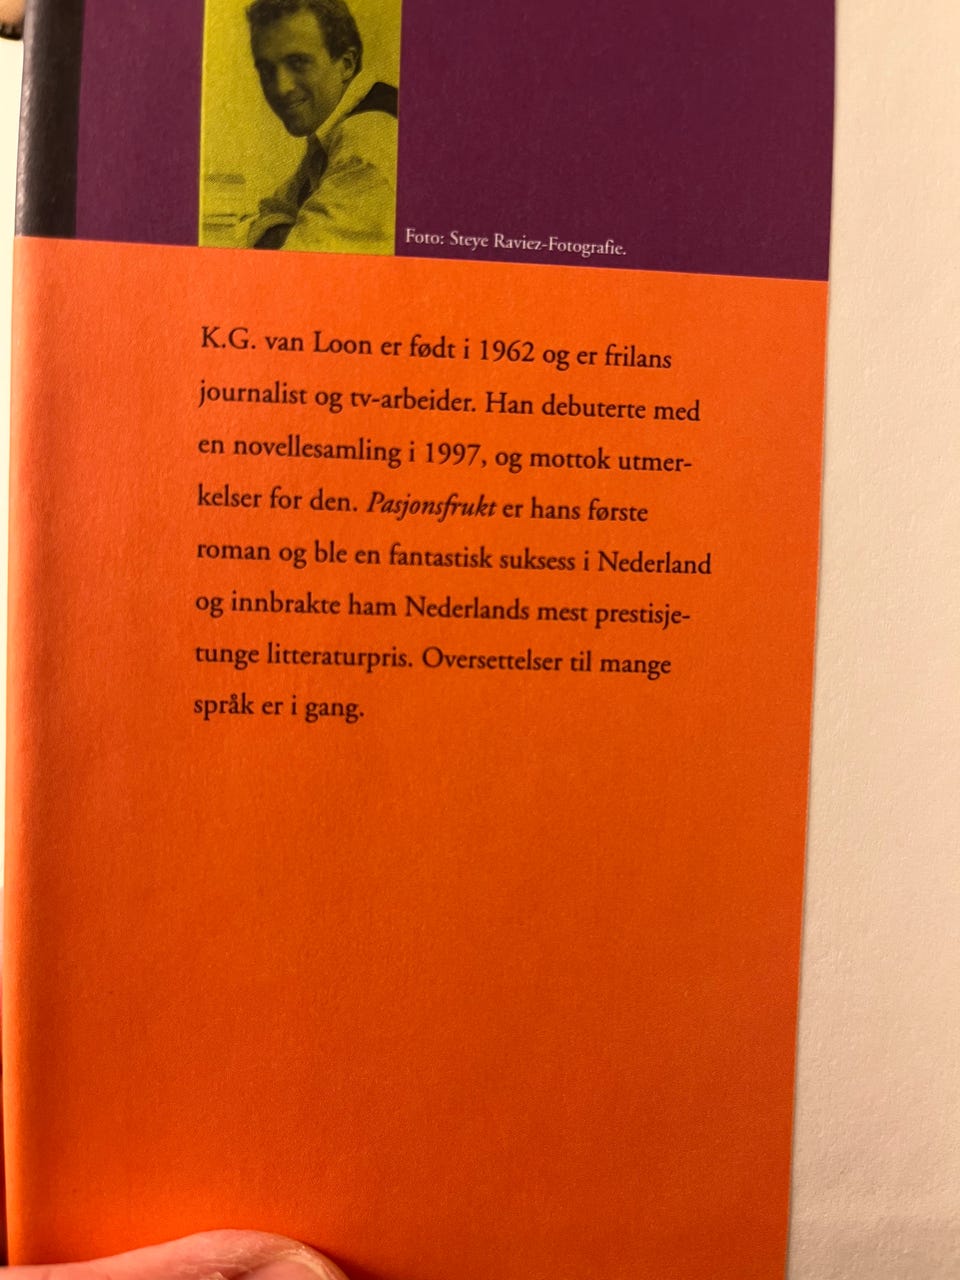 Foto: Steye Raviez-Fotografie.
K.G. van Loon er født i 1962 og er frilans
journalist og tv-arbeider. Han debuterte med
en novellesamling i 1997, og mottok utmer-
kelser for den. Pasjonsfrukt er hans første
roman og ble en fantastisk suksess i Nederland
og innbrakte ham Nederlands mest prestisje-
tunge litteraturpris. Oversettelser til mange
språk er i gang.